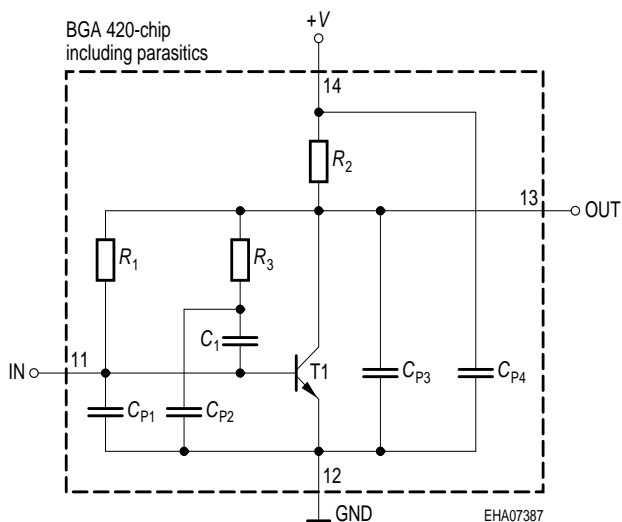 BGA 420-chip
including parasitics
+V
14
R2
13
OUT
R1
R3
C1
11
IN
T1
CP1
CP2
CP3
CP4
12
GND
EHA07387